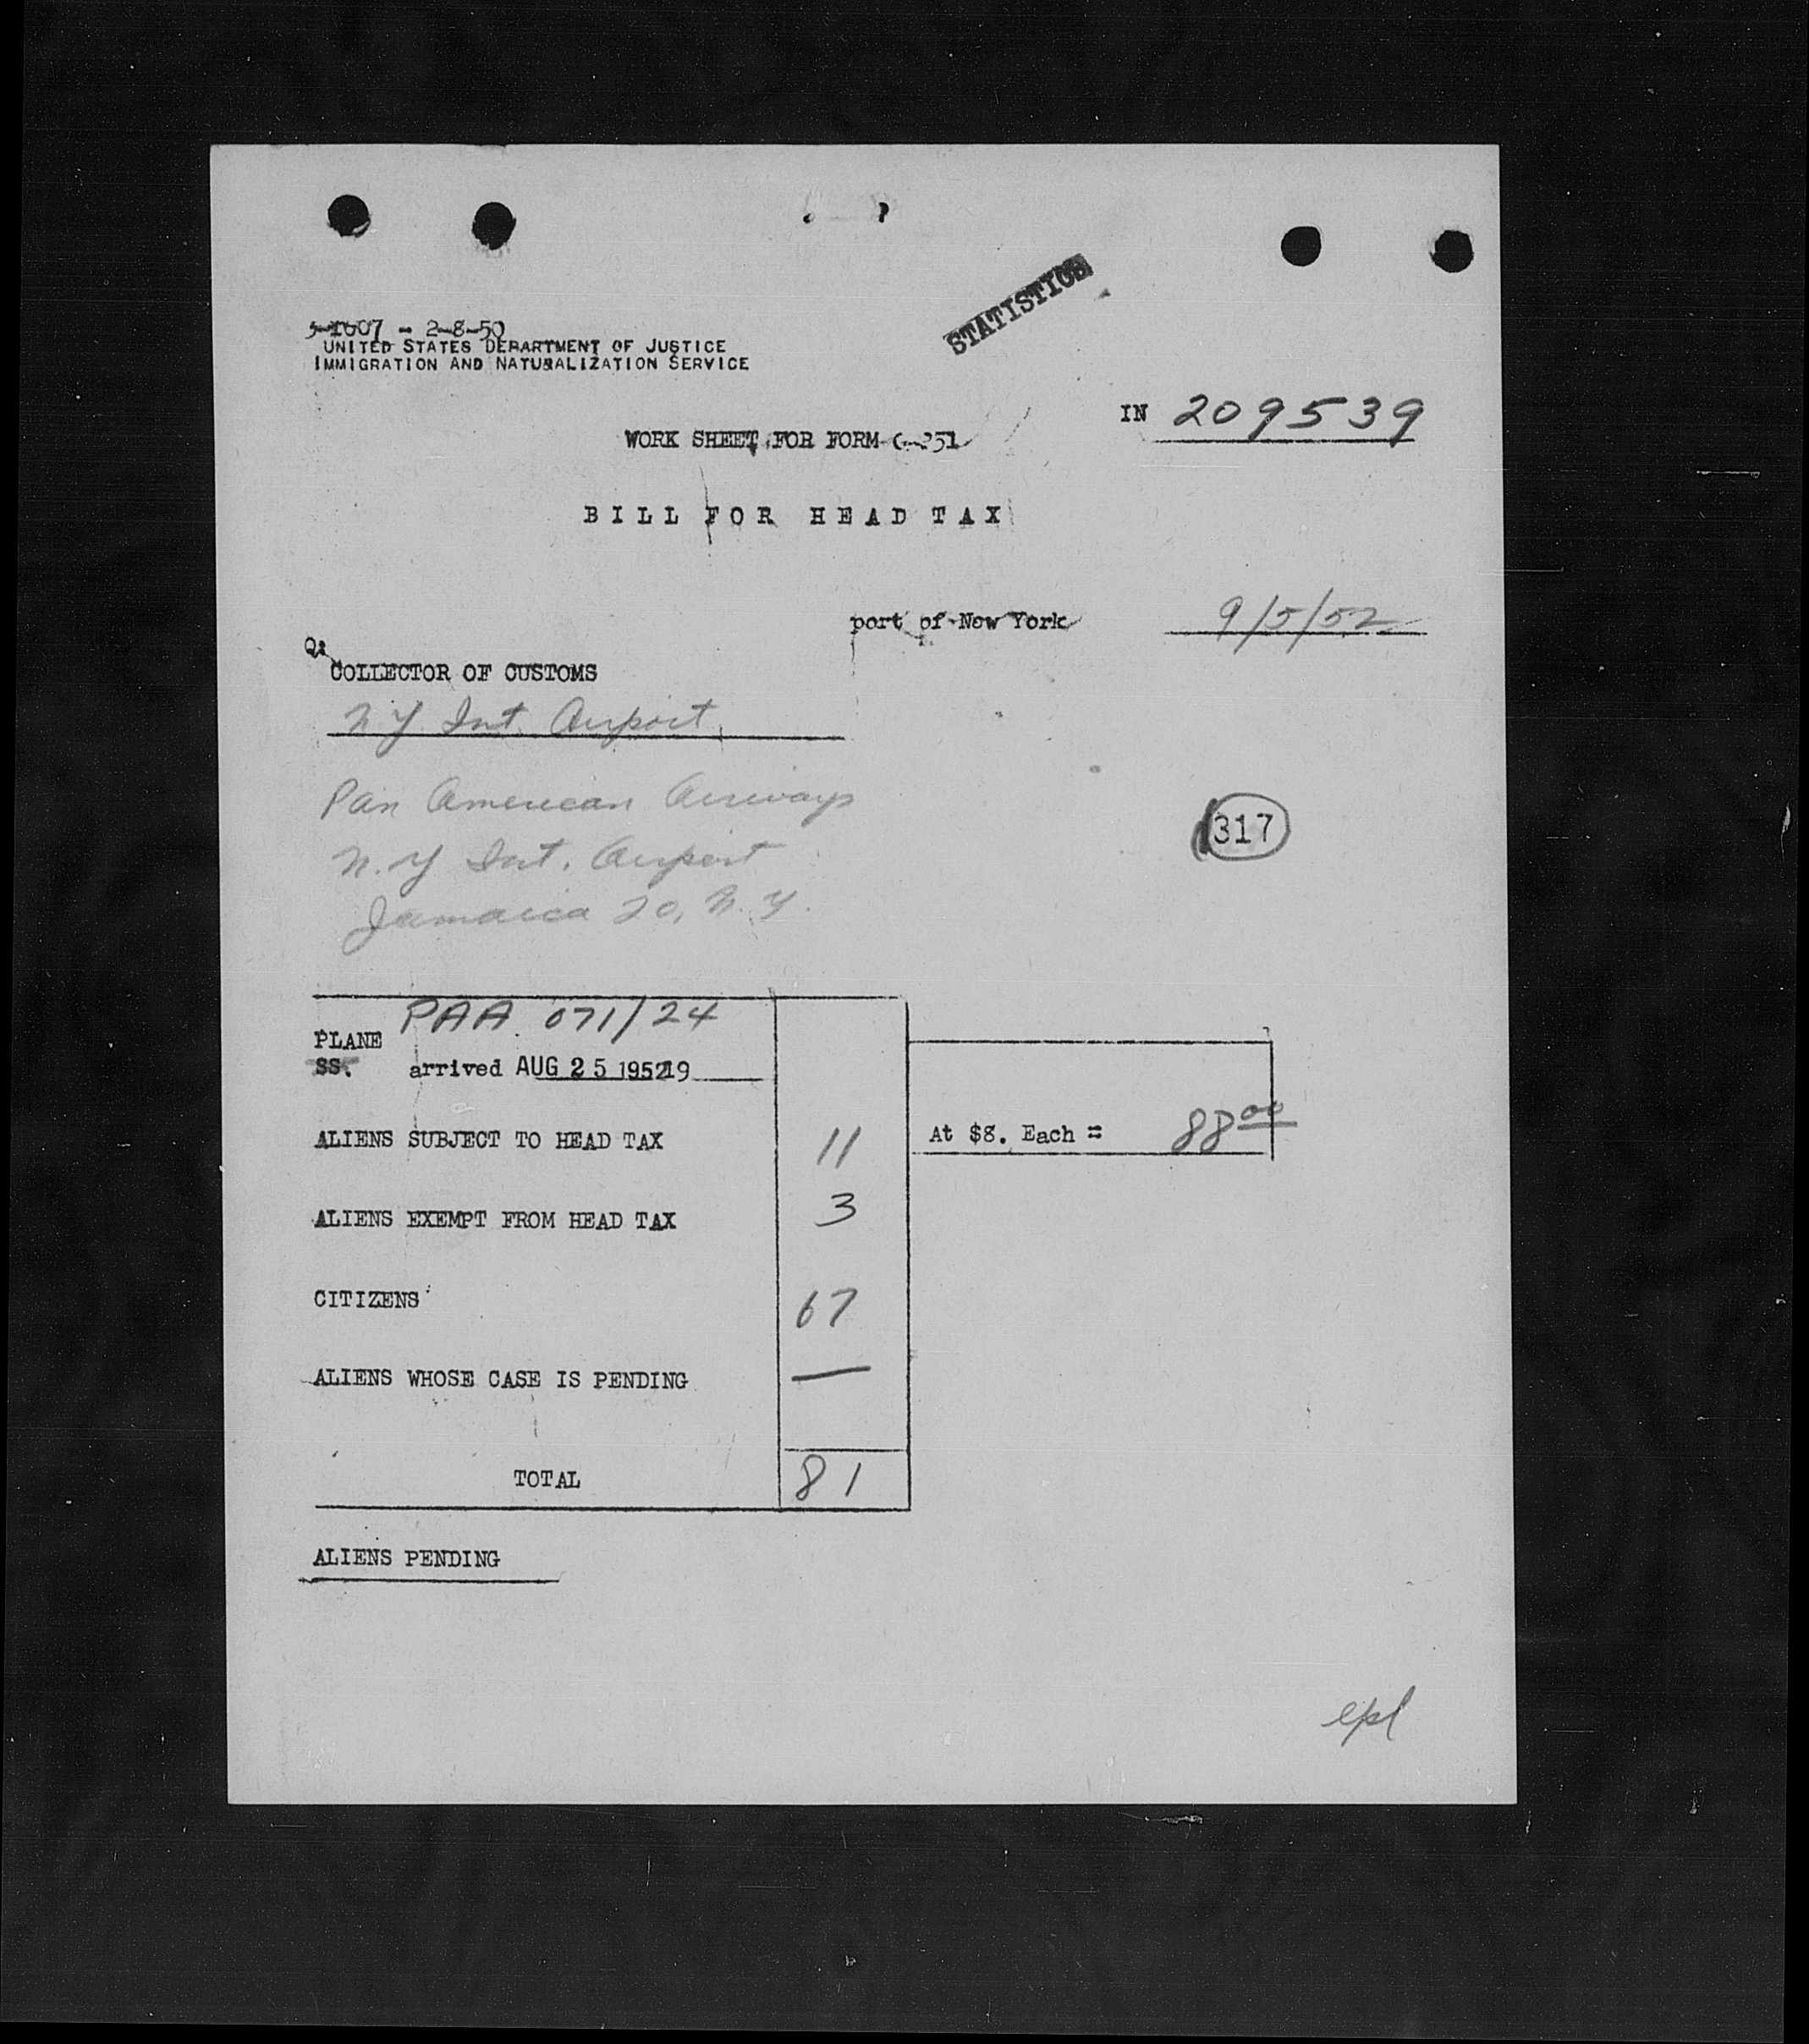 STATISTICS
5-1607 - 2-8-50
UNITED STATES DEPARTMENT OF JUSTICE
IMMIGRATION AND NATURALIZATION SERVICE
IN 209539
WORK SHEET FOR FORM C-251
BILL FOR HEAD TAX
port of New York 9/5/52
COLLECTOR OF CUSTOMS
N.Y. Int. Airport
Pan American Airways
317
N.Y Int. Airport
Jamaica 20, N.Y.
PAA 071/24
PLANE
SS. arrived AUG 25 1952 19
ALIENS SUBJECT TO HEAD TAX 11 At $8. Each = 88 00
ALIENS EXEMPT FROM HEAD TAX 3
CITIZENS 67
ALIENS WHOSE CASE IS PENDING —
TOTAL 81
ALIENS PENDING
epl